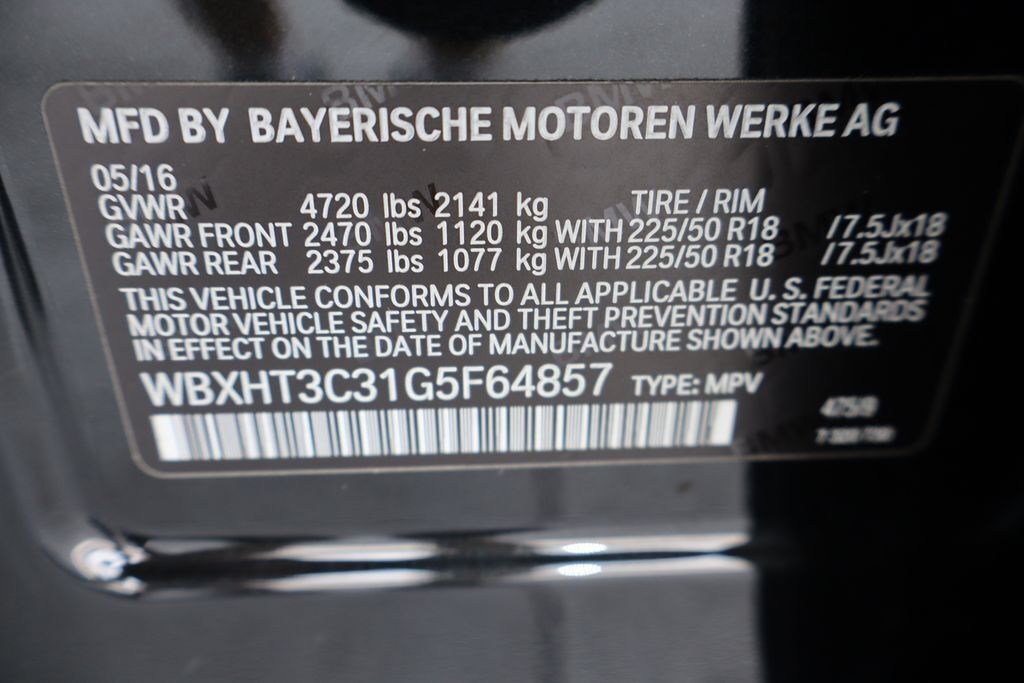 MFD BY BAYERISCHE MOTOREN WERKE AG
05/16
GVWR 4720 lbs 2141 kg TIRE / RIM
GAWR FRONT 2470 lbs 1120 kg WITH 225/50 R18 /7.5Jx18
GAWR REAR 2375 lbs 1077 kg WITH 225/50 R18 /7.5Jx18
THIS VEHICLE CONFORMS TO ALL APPLICABLE U. S. FEDERAL
MOTOR VEHICLE SAFETY AND THEFT PREVENTION STANDARDS
IN EFFECT ON THE DATE OF MANUFACTURE SHOWN ABOVE.
WBXHT3C31G5F64857 TYPE: MPV